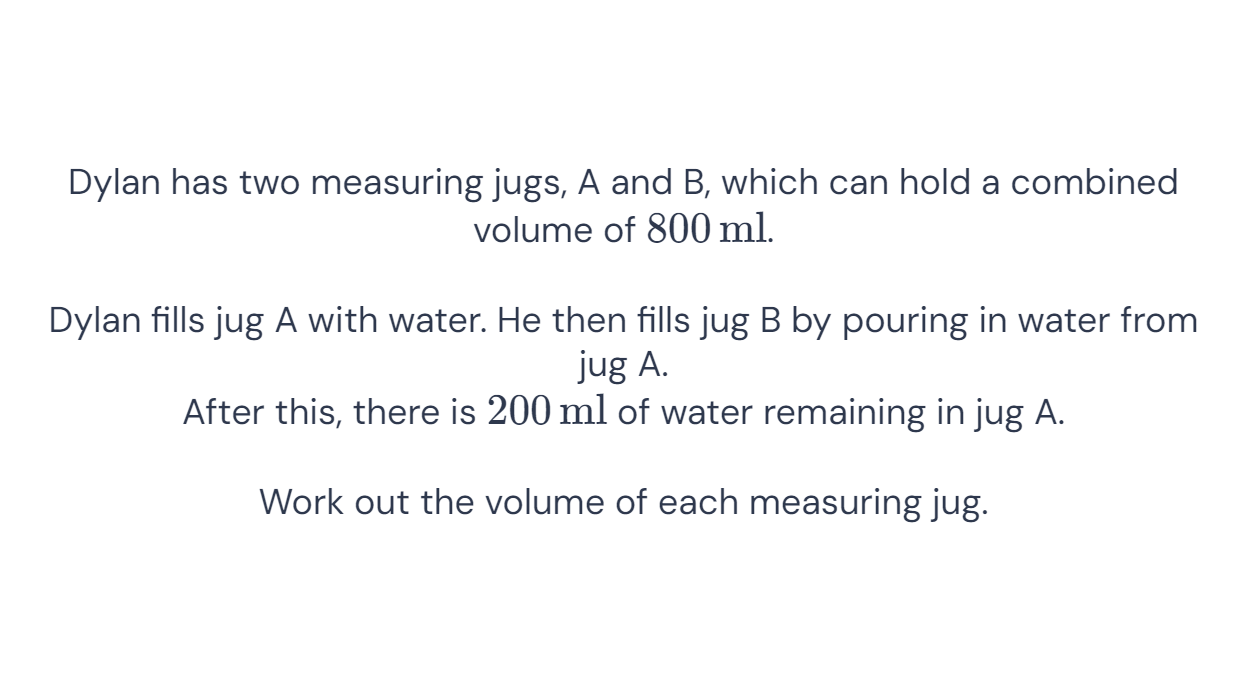 Dylan has two measuring jugs, A and B, which can hold a combined
volume of 800 ml.
Dylan fills jug A with water. He then fills jug B by pouring in water from
jug A.
After this, there is 200 ml of water remaining in jug A.
Work out the volume of each measuring jug.